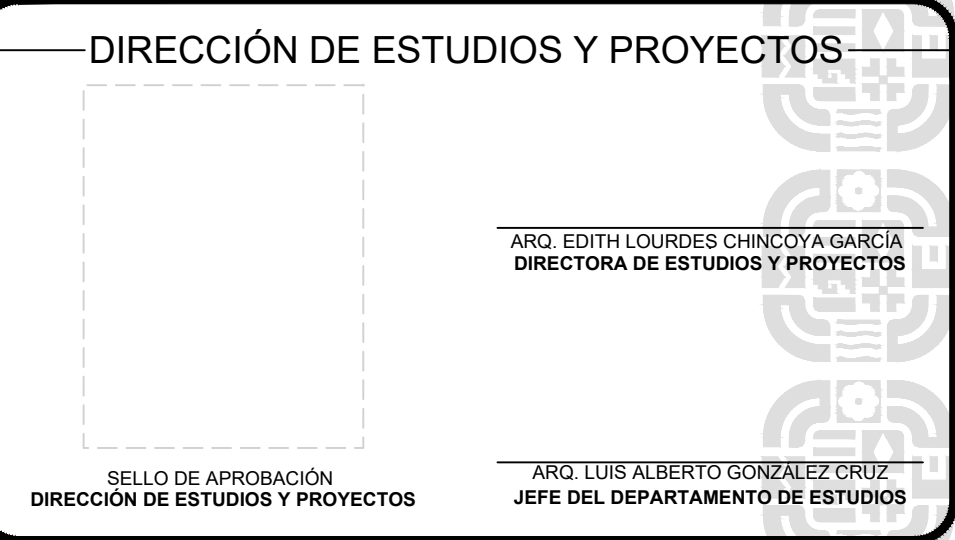 DIRECCIÓN DE ESTUDIOS Y PROYECTOS
ARQ. EDITH LOURDES CHINCOYA GARCÍA
DIRECTORA DE ESTUDIOS Y PROYECTOS
SELLO DE APROBACIÓN
DIRECCIÓN DE ESTUDIOS Y PROYECTOS
ARQ. LUIS ALBERTO GONZÁLEZ CRUZ
JEFE DEL DEPARTAMENTO DE ESTUDIOS